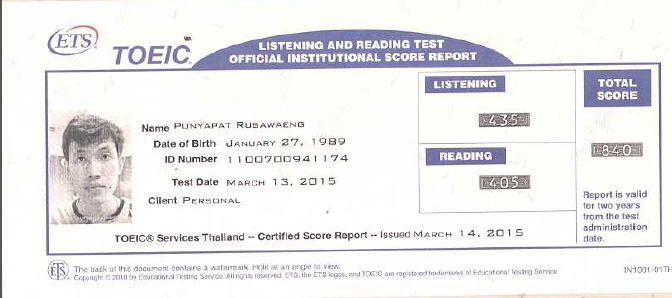 ETS
TOEIC
LISTENING AND READING TEST
OFFICIAL INSTITUTIONAL SCORE REPORT
Name PUNYAPAT RUSAWAENG
Date of Birth JANUARY 27, 1989
ID Number 1100700941174
Test Date MARCH 13, 2015
Client PERSONAL
LISTENING
435
READING
405
TOTAL
SCORE
840
Report is valid
for two years
from the test
administration
date.
TOEIC® Services Thailand -- Certified Score Report -- Issued MARCH 14, 2015
ETS
The back of this document contains a watermark. Hold at an angle to view.
Copyright © 2010 by Educational Testing Service. All rights reserved. ETS, the ETS logos, and TOEIC are registered trademarks of Educational Testing Service.
IN1001-01TH